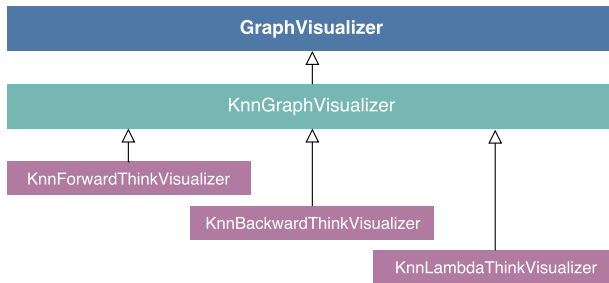 GraphVisualizer
KnnGraphVisualizer
KnnForwardThinkVisualizer
KnnBackwardThinkVisualizer
KnnLambdaThinkVisualizer